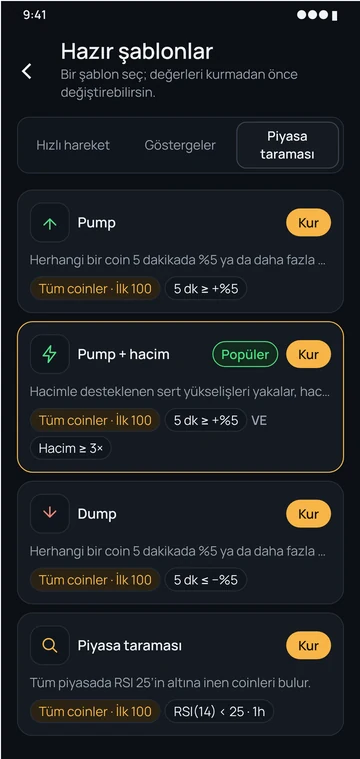 9:41
Hazır şablonlar
Bir şablon seç; değerleri kurmadan önce
değiştirebilirsin.
Hızlı hareket
Göstergeler
Piyasa
taraması
Pump
Kur
Herhangi bir coin 5 dakikada %5 ya da daha fazla ...
Tüm coinler · İlk 100
5 dk ≥ +%5
Pump + hacim
Popüler
Kur
Hacimle desteklenen sert yükselişleri yakalar, hac...
Tüm coinler · İlk 100
5 dk ≥ +%5
VE
Hacim ≥ 3×
Dump
Kur
Herhangi bir coin 5 dakikada %5 ya da daha fazla ...
Tüm coinler · İlk 100
5 dk ≤ −%5
Piyasa taraması
Kur
Tüm piyasada RSI 25'in altına inen coinleri bulur.
Tüm coinler · İlk 100
RSI(14) < 25 · 1h